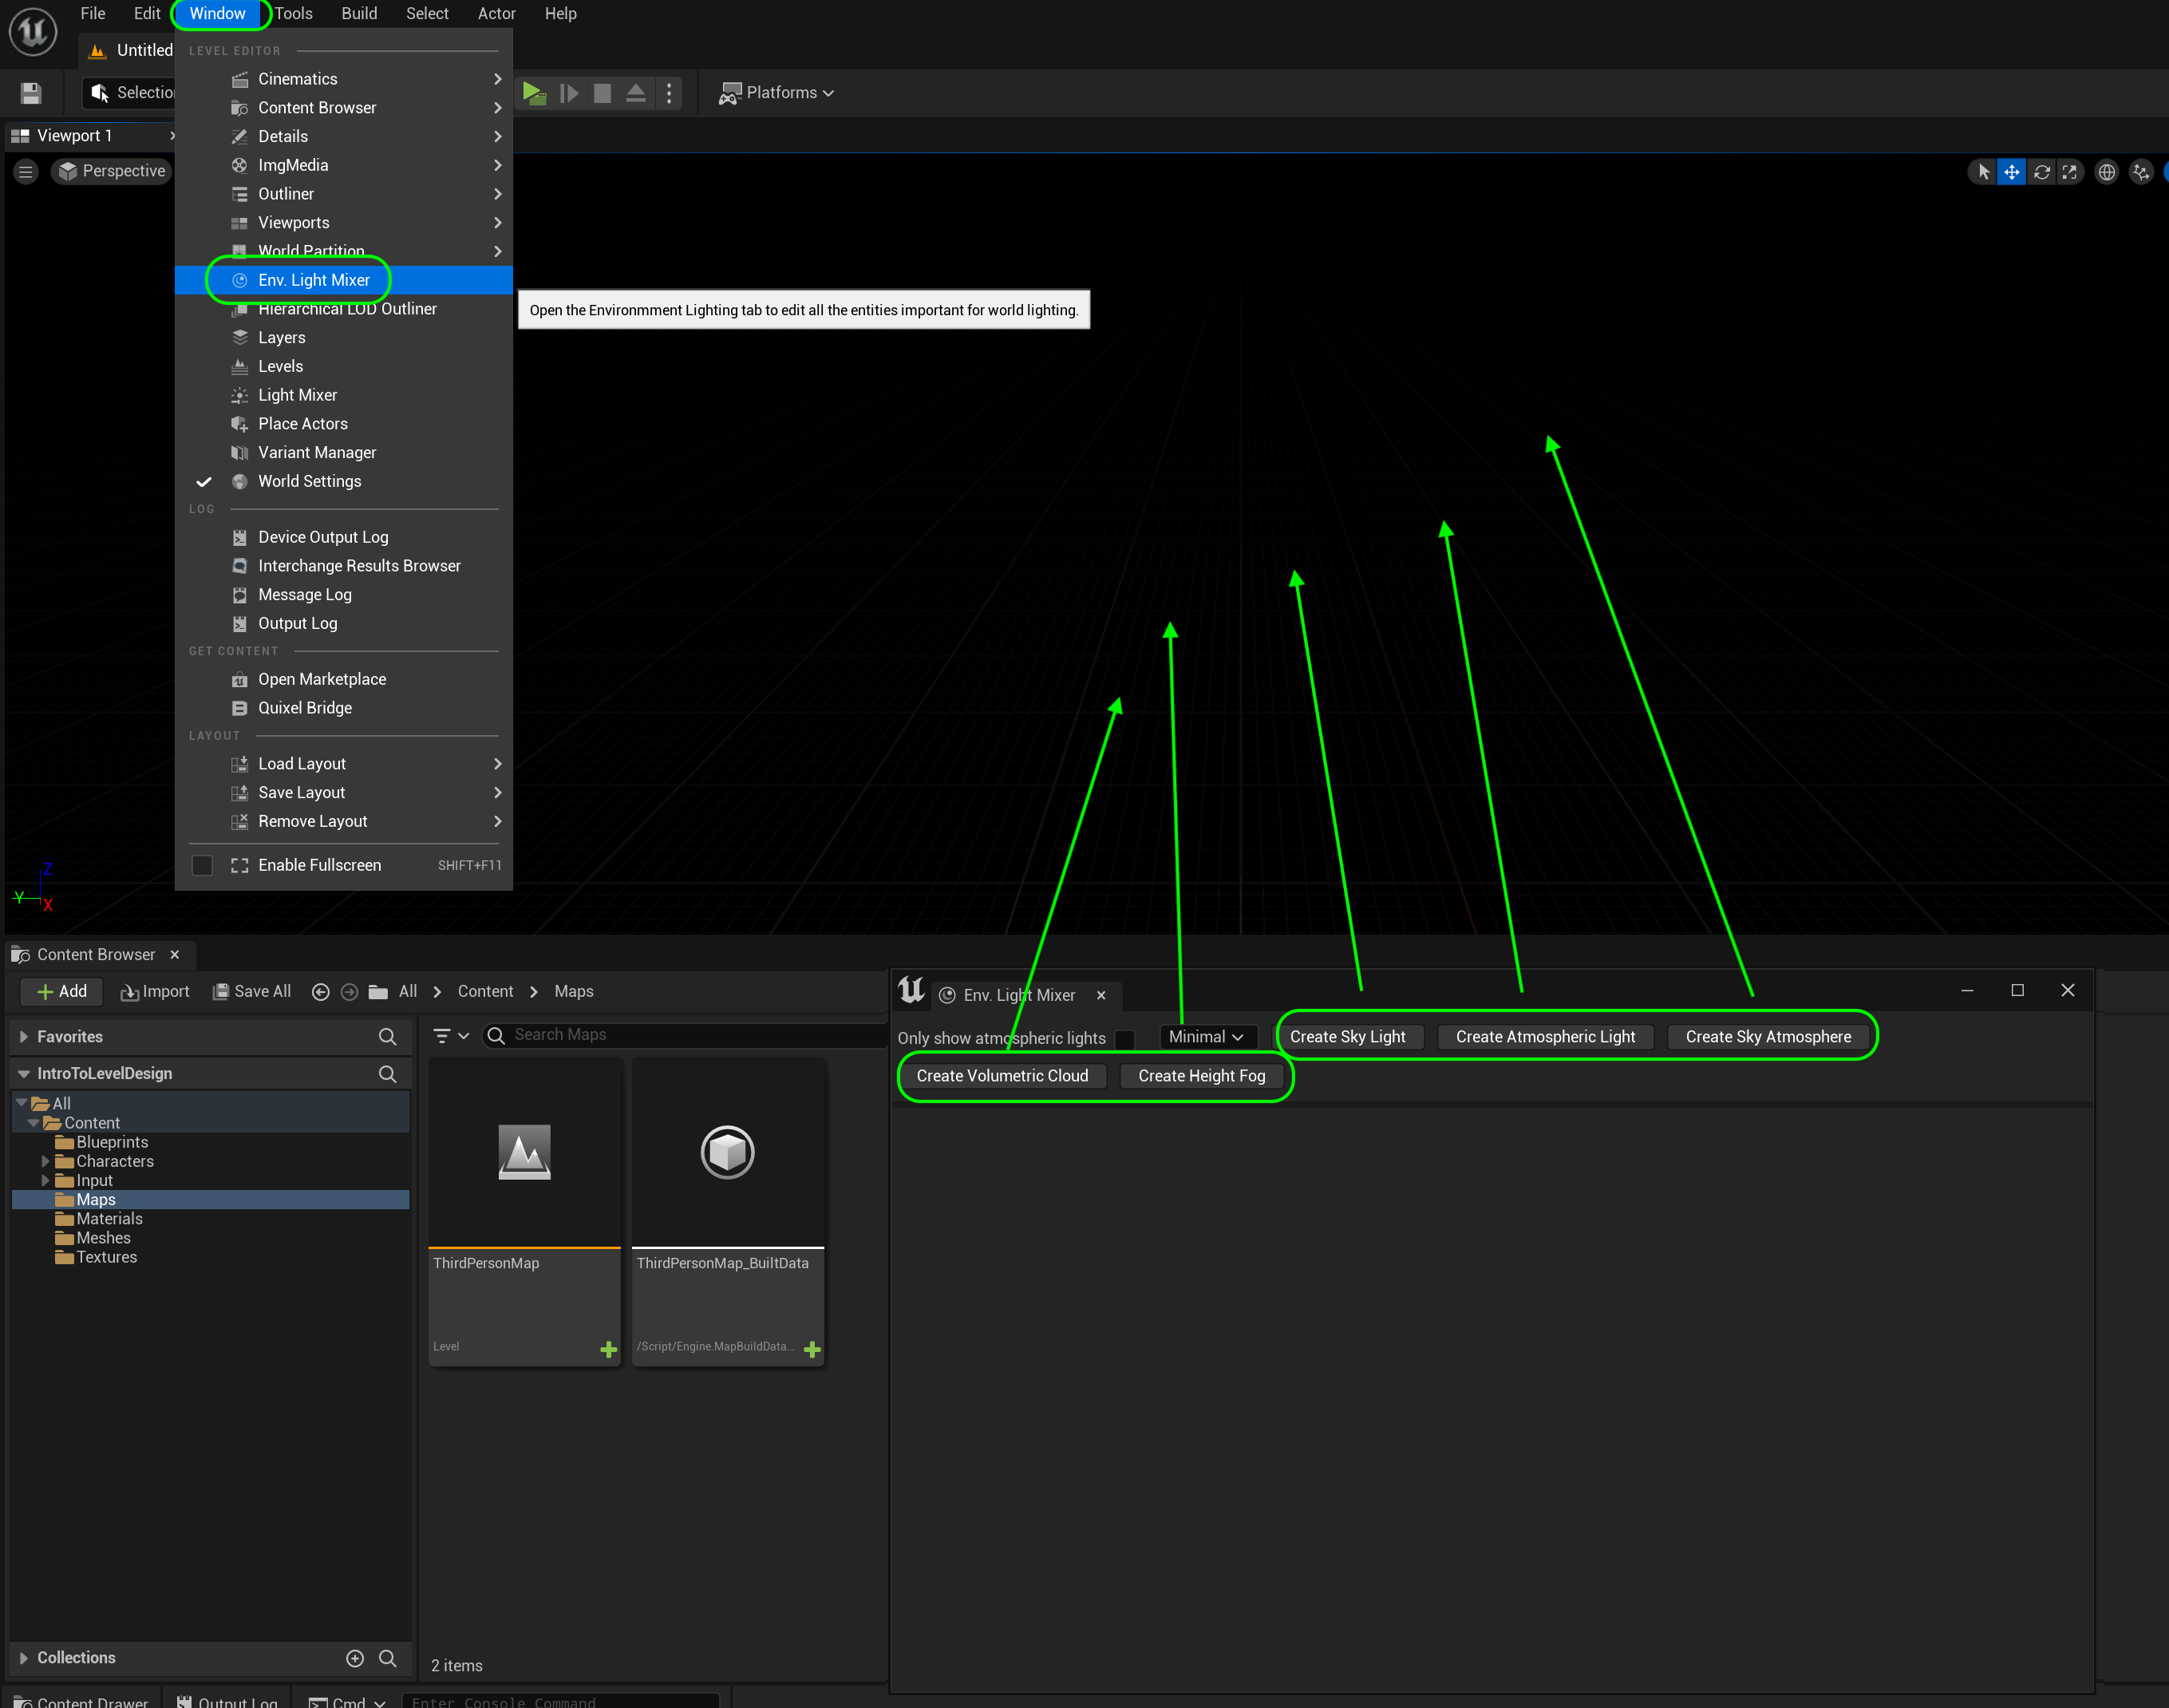 File Edit Window Tools Build Select Actor Help
Untitled
Selection
Platforms
Viewport 1
Perspective
LEVEL EDITOR
Cinematics
Content Browser
Details
ImgMedia
Outliner
Viewports
World Partition
Env. Light Mixer
Open the Environmment Lighting tab to edit all the entities important for world lighting.
Hierarchical LOD Outliner
Layers
Levels
Light Mixer
Place Actors
Variant Manager
World Settings
LOG
Device Output Log
Interchange Results Browser
Message Log
Output Log
GET CONTENT
Open Marketplace
Quixel Bridge
LAYOUT
Load Layout
Save Layout
Remove Layout
Enable Fullscreen SHIFT+F11
Z
Y
X
Content Browser
Add Import Save All All Content Maps
Favorites
Search Maps
IntroToLevelDesign
All
Content
Blueprints
Characters
Input
Maps
Materials
Meshes
Textures
ThirdPersonMap
Level
ThirdPersonMap_BuiltData
/Script/Engine.MapBuildData...
2 items
Collections
Env. Light Mixer
Only show atmospheric lights Minimal Create Sky Light Create Atmospheric Light Create Sky Atmosphere
Create Volumetric Cloud Create Height Fog
Content Drawer Output Log Cmd Enter Console Command